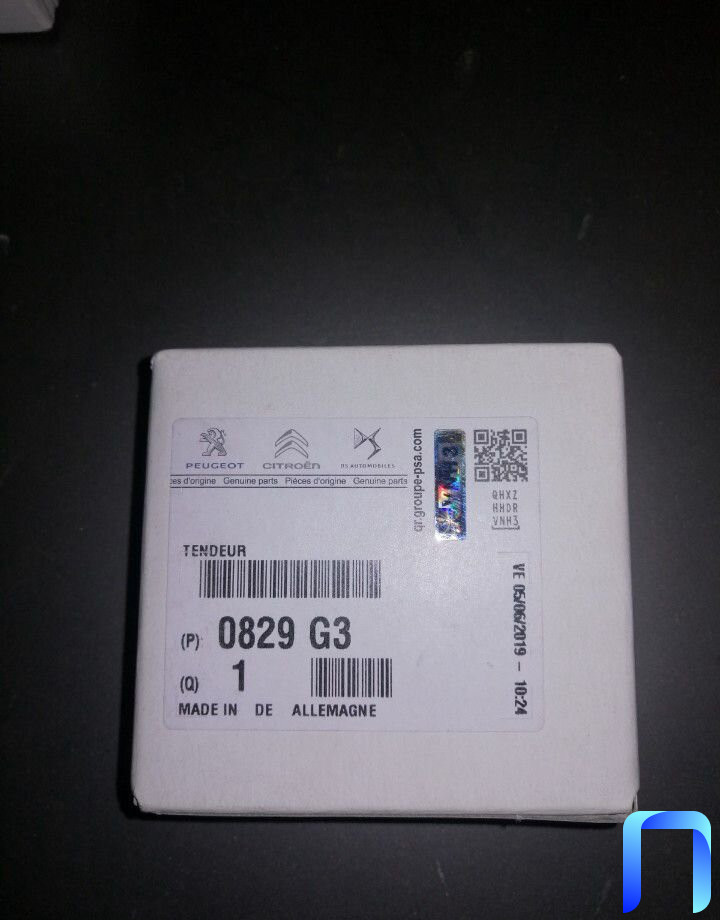 PEUGEOT CITROËN DS AUTOMOBILES
ces d'origine Genuine parts Pièces d'origine Genuine parts
qr.groupe-psa.com
QHXZ
HHDR
VNH3
TENDEUR
(P) 0829 G3
(Q) 1
MADE IN DE ALLEMAGNE
VE 05/06/2019 - 10:24